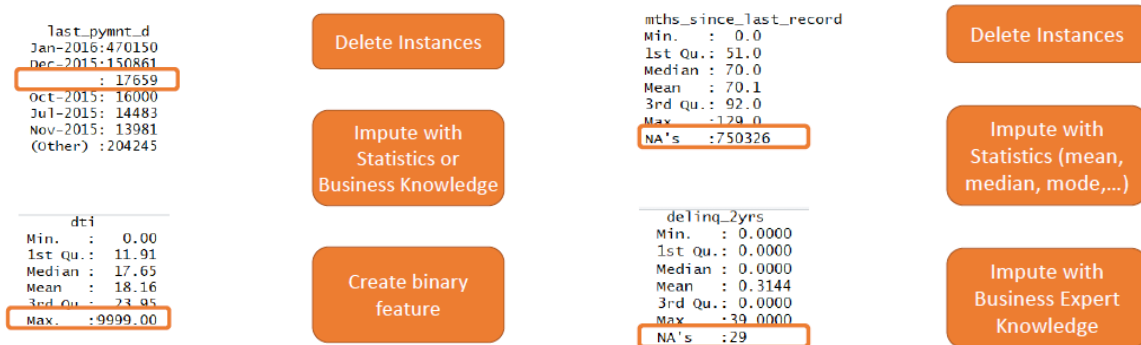 last_pymnt_d
Jan-2016:470150
Dec-2015:150861
: 17659
Oct-2015: 16000
Jul-2015: 14483
Nov-2015: 13981
(Other) :204245
dti
Min. : 0.00
1st Qu.: 11.91
Median : 17.65
Mean : 18.16
3rd Qu.: 23.95
Max. :9999.00
Delete Instances
Impute with
Statistics or
Business Knowledge
Create binary
feature
mths_since_last_record
Min. : 0.0
1st Qu.: 51.0
Median : 70.0
Mean : 70.1
3rd Qu.: 92.0
Max. :129.0
NA's :750326
delinq_2yrs
Min. : 0.0000
1st Qu.: 0.0000
Median : 0.0000
Mean : 0.3144
3rd Qu.: 0.0000
Max. :39.0000
NA's :29
Delete Instances
Impute with
Statistics (mean,
median, mode,...)
Impute with
Business Expert
Knowledge